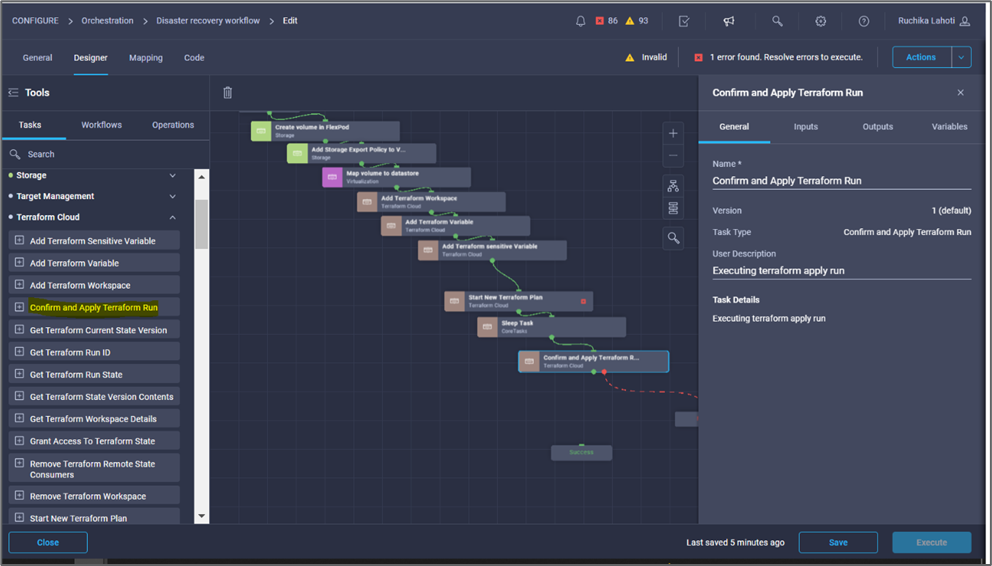 CONFIGURE > Orchestration > Disaster recovery workflow > Edit
86 93
Ruchika Lahoti
General Designer Mapping Code
Invalid
1 error found. Resolve errors to execute.
Actions
Tools
Tasks Workflows Operations
Search
Storage
Target Management
Terraform Cloud
Add Terraform Sensitive Variable
Add Terraform Variable
Add Terraform Workspace
Confirm and Apply Terraform Run
Get Terraform Current State Version
Get Terraform Run ID
Get Terraform Run State
Get Terraform State Version Contents
Get Terraform Workspace Details
Grant Access To Terraform State
Remove Terraform Remote State
Consumers
Remove Terraform Workspace
Start New Terraform Plan
Create volume in FlexPod
Storage
Add Storage Export Policy to V...
Storage
Map volume to datastore
Virtualization
Add Terraform Workspace
Terraform Cloud
Add Terraform Variable
Terraform Cloud
Add Terraform sensitive Variable
Terraform Cloud
Start New Terraform Plan
Terraform Cloud
Sleep Task
CoreTasks
Confirm and Apply Terraform R...
Terraform Cloud
Success
Confirm and Apply Terraform Run
General Inputs Outputs Variables
Name *
Confirm and Apply Terraform Run
Version 1 (default)
Task Type Confirm and Apply Terraform Run
User Description
Executing terraform apply run
Task Details
Executing terraform apply run
Close
Last saved 5 minutes ago
Save
Execute